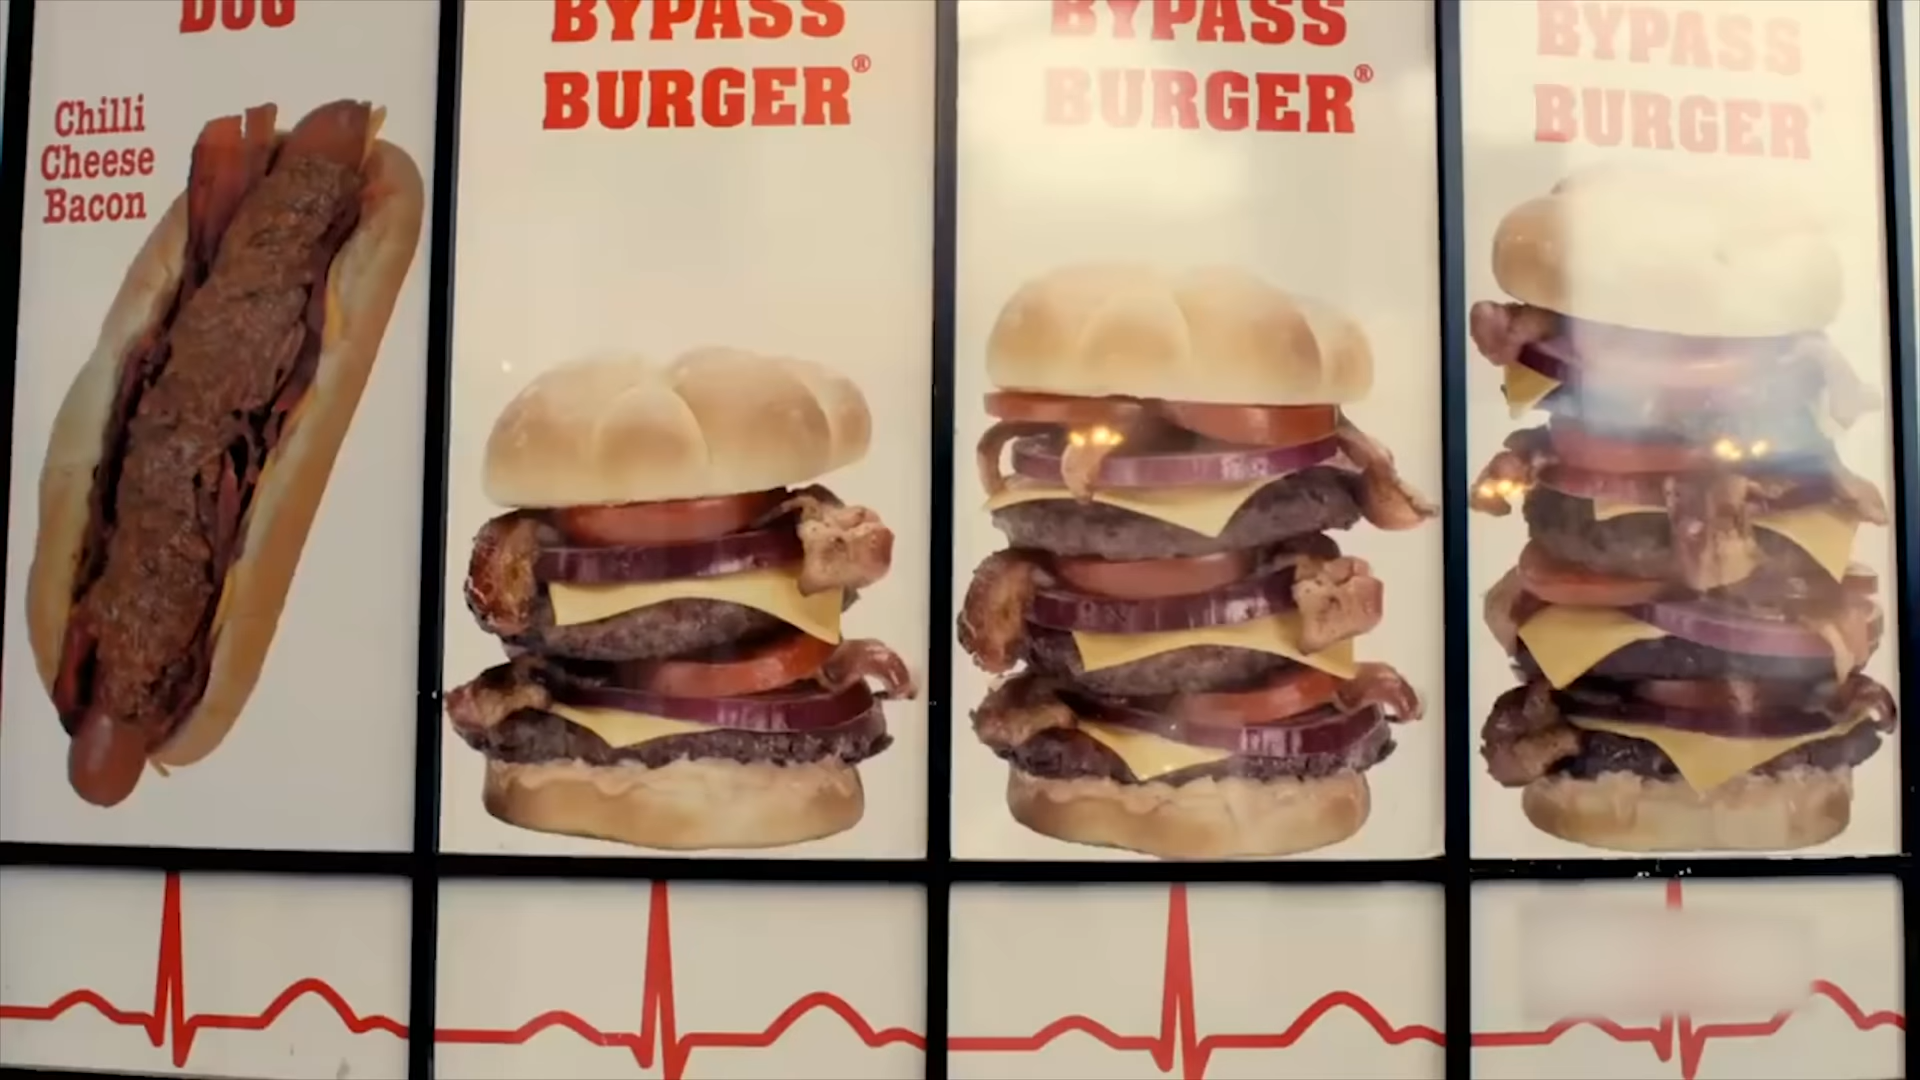 DOG
Chilli
Cheese
Bacon
BYPASS
BURGER®
BYPASS
BURGER®
BYPASS
BURGER